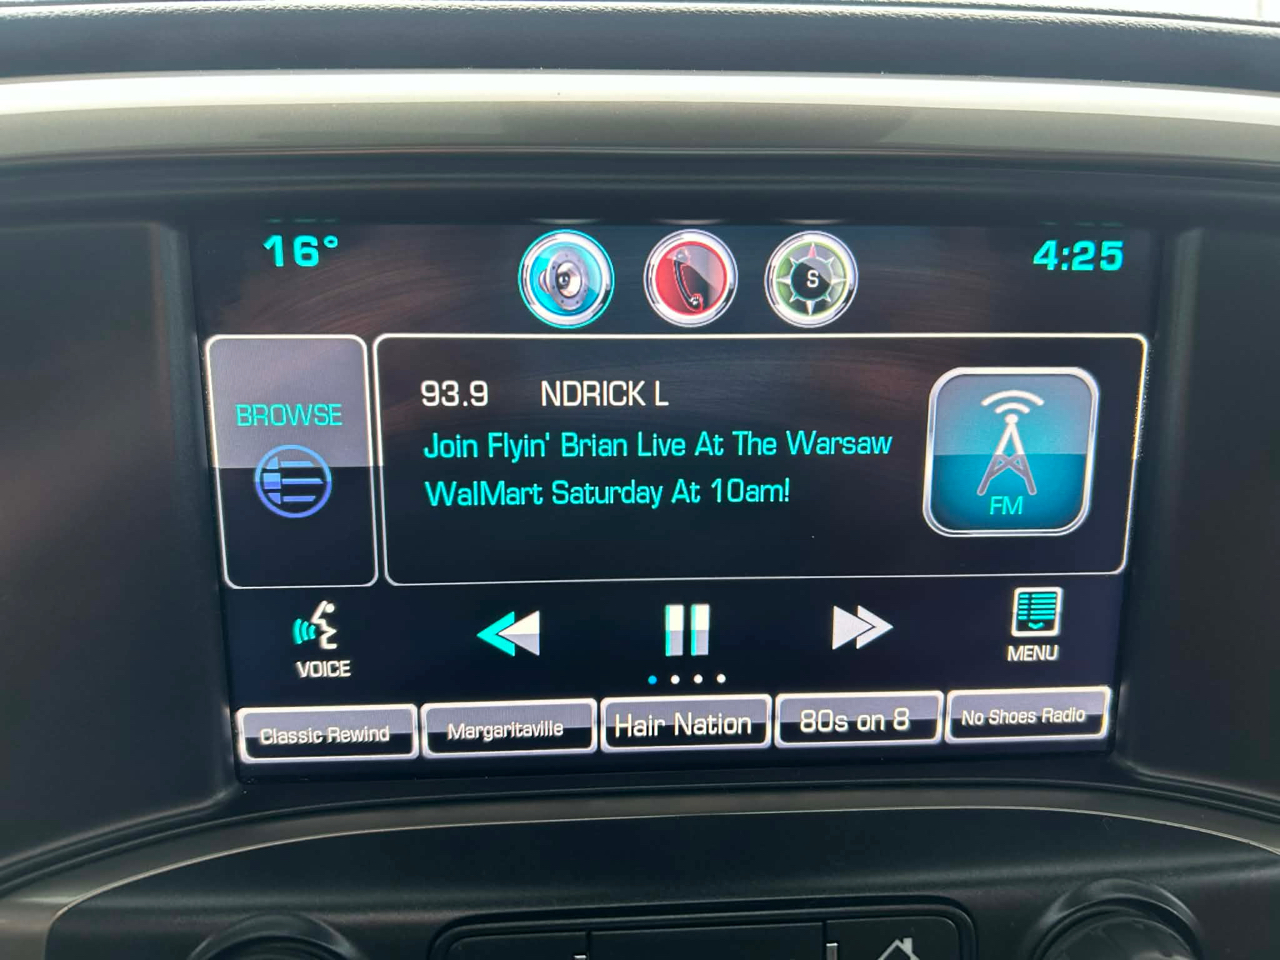 16°
4:25
S
BROWSE
93.9 NDRICK L
Join Flyin' Brian Live At The Warsaw
WalMart Saturday At 10am!
FM
VOICE
MENU
Classic Rewind
Margaritaville
Hair Nation
80s on 8
No Shoes Radio